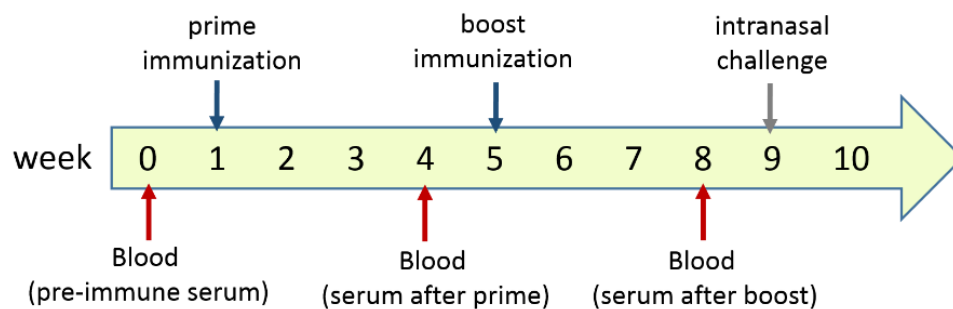 prime
immunization
boost
immunization
intranasal
challenge
week 0 1 2 3 4 5 6 7 8 9 10
Blood
(pre-immune serum)
Blood
(serum after prime)
Blood
(serum after boost)